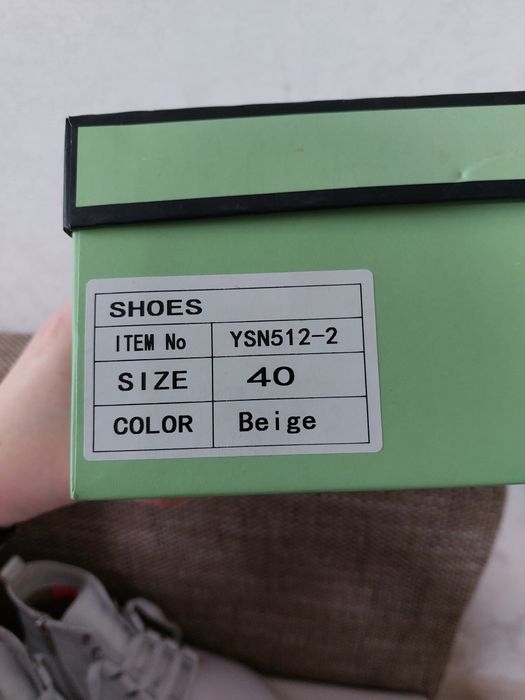 SHOES
ITEM No YSN512-2
SIZE 40
COLOR Beige